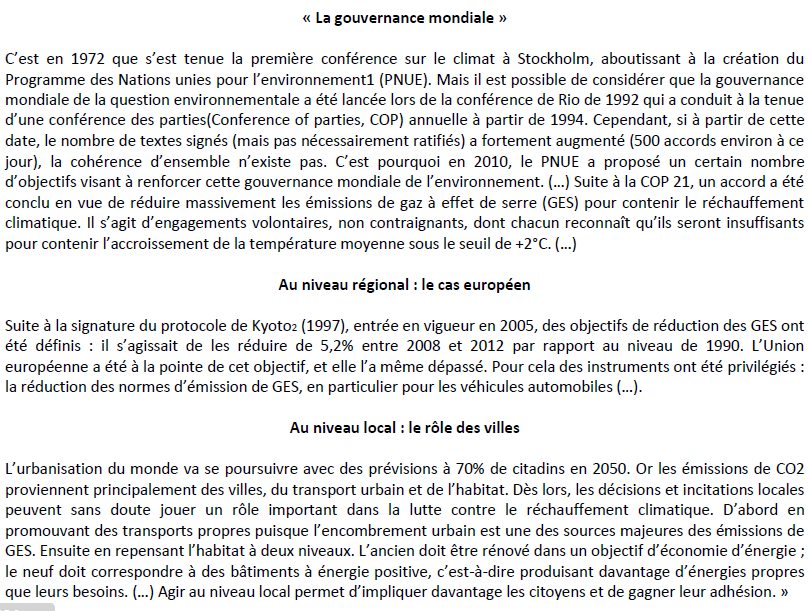 « La gouvernance mondiale »
C’est en 1972 que s’est tenue la première conférence sur le climat à Stockholm, aboutissant à la création du
Programme des Nations unies pour l’environnement1 (PNUE). Mais il est possible de considérer que la gouvernance
mondiale de la question environnementale a été lancée lors de la conférence de Rio de 1992 qui a conduit à la tenue
d’une conférence des parties(Conference of parties, COP) annuelle à partir de 1994. Cependant, si à partir de cette
date, le nombre de textes signés (mais pas nécessairement ratifiés) a fortement augmenté (500 accords environ à ce
jour), la cohérence d’ensemble n’existe pas. C’est pourquoi en 2010, le PNUE a proposé un certain nombre
d’objectifs visant à renforcer cette gouvernance mondiale de l’environnement. (…) Suite à la COP 21, un accord a été
conclu en vue de réduire massivement les émissions de gaz à effet de serre (GES) pour contenir le réchauffement
climatique. Il s’agit d’engagements volontaires, non contraignants, dont chacun reconnaît qu’ils seront insuffisants
pour contenir l’accroissement de la température moyenne sous le seuil de +2°C. (…)
Au niveau régional : le cas européen
Suite à la signature du protocole de Kyoto2 (1997), entrée en vigueur en 2005, des objectifs de réduction des GES ont
été définis : il s’agissait de les réduire de 5,2% entre 2008 et 2012 par rapport au niveau de 1990. L’Union
européenne a été à la pointe de cet objectif, et elle l’a même dépassé. Pour cela des instruments ont été privilégiés :
la réduction des normes d’émission de GES, en particulier pour les véhicules automobiles (…).
Au niveau local : le rôle des villes
L’urbanisation du monde va se poursuivre avec des prévisions à 70% de citadins en 2050. Or les émissions de CO2
proviennent principalement des villes, du transport urbain et de l’habitat. Dès lors, les décisions et incitations locales
peuvent sans doute jouer un rôle important dans la lutte contre le réchauffement climatique. D’abord en
promouvant des transports propres puisque l’encombrement urbain est une des sources majeures des émissions de
GES. Ensuite en repensant l’habitat à deux niveaux. L’ancien doit être rénové dans un objectif d’économie d’énergie ;
le neuf doit correspondre à des bâtiments à énergie positive, c’est-à-dire produisant davantage d’énergies propres
que leurs besoins. (…) Agir au niveau local permet d’impliquer davantage les citoyens et de gagner leur adhésion. »